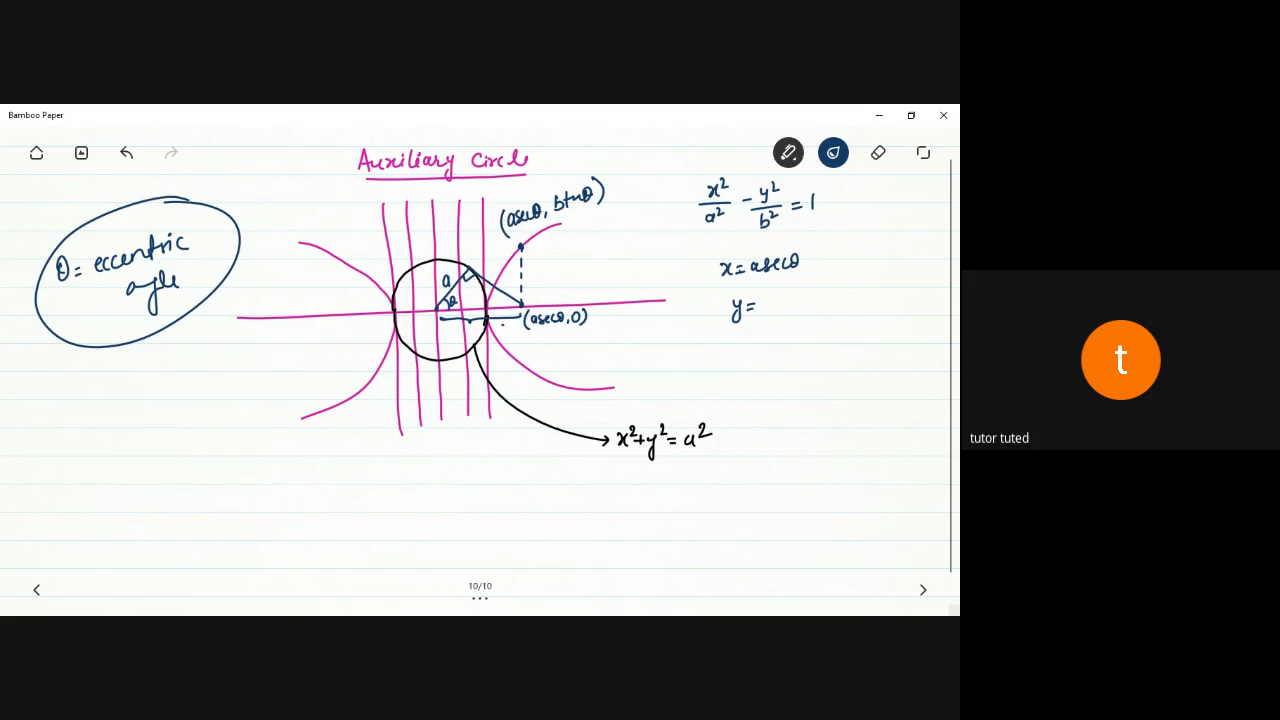 Bamboo Paper
Auxiliary Circle
θ = eccentric
angle
(asecθ, btanθ)
x²/a² - y²/b² = 1
x = asecθ
y =
a
θ
(asecθ, 0)
x² + y² = a²
t
tutor tuted
10/10